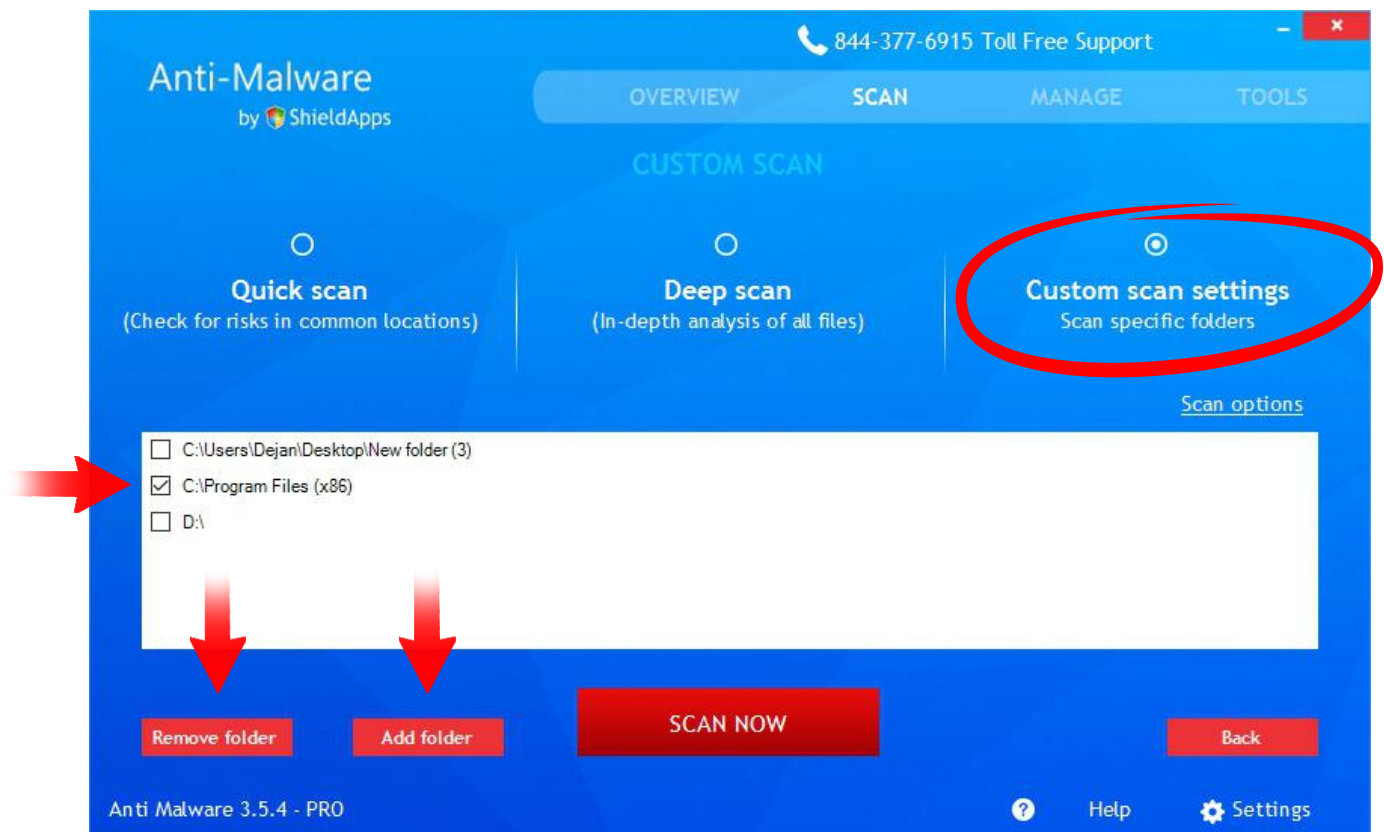 844-377-6915 Toll Free Support
Anti-Malware
by ShieldApps
OVERVIEW SCAN MANAGE TOOLS
CUSTOM SCAN
Quick scan
(Check for risks in common locations)
Deep scan
(In-depth analysis of all files)
Custom scan settings
Scan specific folders
Scan options
C:\Users\Dejan\Desktop\New folder (3)
C:\Program Files (x86)
D:\
Remove folder
Add folder
SCAN NOW
Back
Anti Malware 3.5.4 - PRO
? Help
Settings